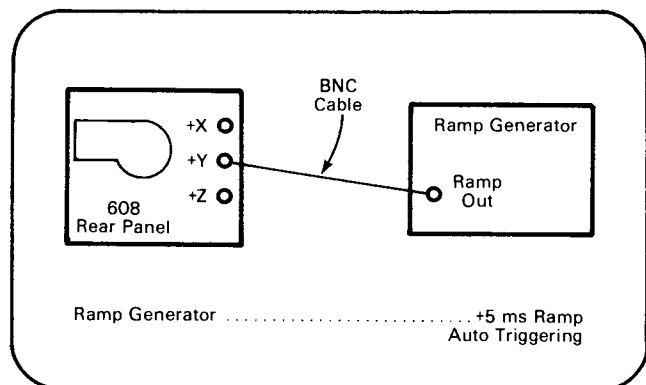 BNC
Cable
+X
+Y
+Z
608
Rear Panel
Ramp Generator
Ramp
Out
Ramp Generator ............................ +5 ms Ramp
Auto Triggering